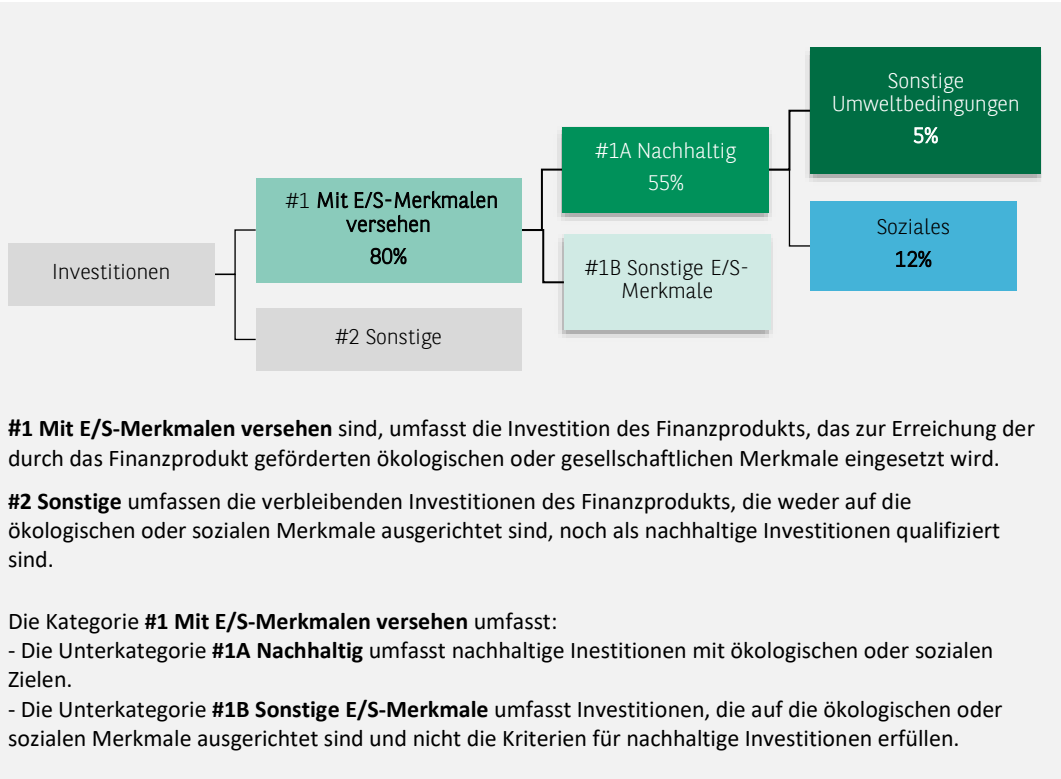 Investitionen
#1 Mit E/S-Merkmalen
versehen
80%
#2 Sonstige
#1A Nachhaltig
55%
#1B Sonstige E/S-
Merkmale
Sonstige
Umweltbedingungen
5%
Soziales
12%
#1 Mit E/S-Merkmalen versehen sind, umfasst die Investition des Finanzprodukts, das zur Erreichung der
durch das Finanzprodukt geförderten ökologischen oder gesellschaftlichen Merkmale eingesetzt wird.
#2 Sonstige umfassen die verbleibenden Investitionen des Finanzprodukts, die weder auf die
ökologischen oder sozialen Merkmale ausgerichtet sind, noch als nachhaltige Investitionen qualifiziert
sind.
Die Kategorie #1 Mit E/S-Merkmalen versehen umfasst:
- Die Unterkategorie #1A Nachhaltig umfasst nachhaltige Inestitionen mit ökologischen oder sozialen
Zielen.
- Die Unterkategorie #1B Sonstige E/S-Merkmale umfasst Investitionen, die auf die ökologischen oder
sozialen Merkmale ausgerichtet sind und nicht die Kriterien für nachhaltige Investitionen erfüllen.